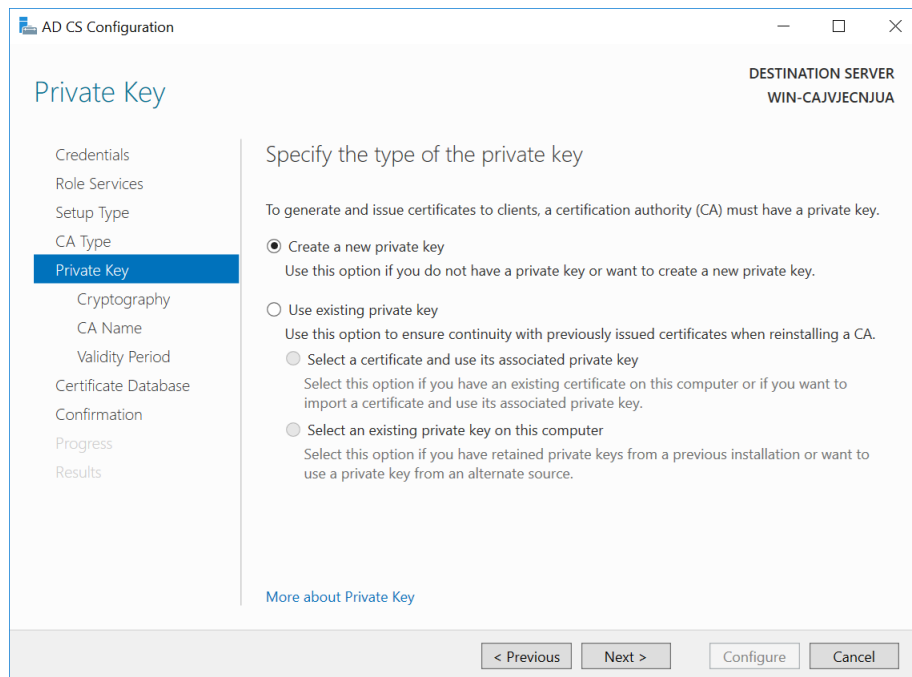 AD CS Configuration
Private Key
DESTINATION SERVER
WIN-CAJVJECNJUA
Credentials
Role Services
Setup Type
CA Type
Private Key
Cryptography
CA Name
Validity Period
Certificate Database
Confirmation
Progress
Results
Specify the type of the private key
To generate and issue certificates to clients, a certification authority (CA) must have a private key.
Create a new private key
Use this option if you do not have a private key or want to create a new private key.
Use existing private key
Use this option to ensure continuity with previously issued certificates when reinstalling a CA.
Select a certificate and use its associated private key
Select this option if you have an existing certificate on this computer or if you want to
import a certificate and use its associated private key.
Select an existing private key on this computer
Select this option if you have retained private keys from a previous installation or want to
use a private key from an alternate source.
More about Private Key
< Previous
Next >
Configure
Cancel